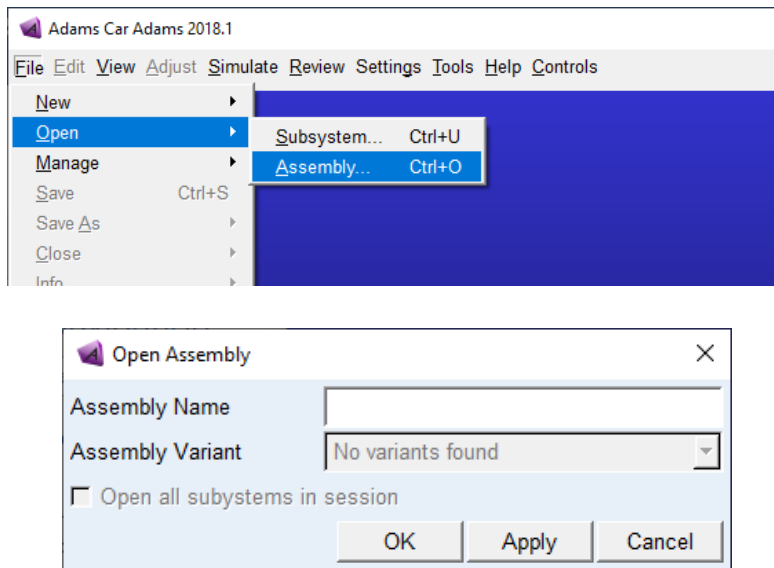 Adams Car Adams 2018.1
File Edit View Adjust Simulate Review Settings Tools Help Controls
New
Open
Subsystem... Ctrl+U
Manage
Assembly... Ctrl+O
Save Ctrl+S
Save As
Close
Info
Open Assembly
Assembly Name
Assembly Variant No variants found
Open all subystems in session
OK Apply Cancel